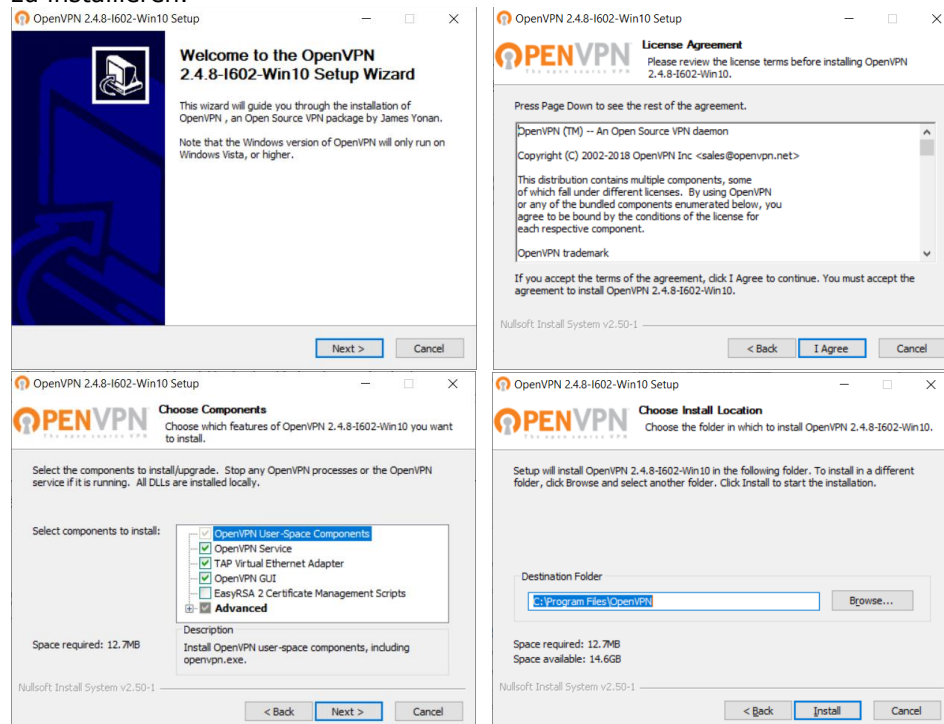 zu installieren.
OpenVPN 2.4.8-I602-Win10 Setup
Welcome to the OpenVPN
2.4.8-I602-Win10 Setup Wizard
This wizard will guide you through the installation of
OpenVPN , an Open Source VPN package by James Yonan.
Note that the Windows version of OpenVPN will only run on
Windows Vista, or higher.
Next >
Cancel
OpenVPN 2.4.8-I602-Win10 Setup
OPENVPN
The open source VPN
License Agreement
Please review the license terms before installing OpenVPN
2.4.8-I602-Win10.
Press Page Down to see the rest of the agreement.
OpenVPN (TM) -- An Open Source VPN daemon
Copyright (C) 2002-2018 OpenVPN Inc <sales@openvpn.net>
This distribution contains multiple components, some
of which fall under different licenses. By using OpenVPN
or any of the bundled components enumerated below, you
agree to be bound by the conditions of the license for
each respective component.
OpenVPN trademark
If you accept the terms of the agreement, click I Agree to continue. You must accept the
agreement to install OpenVPN 2.4.8-I602-Win10.
Nullsoft Install System v2.50-1
< Back
I Agree
Cancel
OpenVPN 2.4.8-I602-Win10 Setup
OPENVPN
The open source VPN
Choose Components
Choose which features of OpenVPN 2.4.8-I602-Win10 you want
to install.
Select the components to install/upgrade. Stop any OpenVPN processes or the OpenVPN
service if it is running. All DLLs are installed locally.
Select components to install:
OpenVPN User-Space Components
OpenVPN Service
TAP Virtual Ethernet Adapter
OpenVPN GUI
EasyRSA 2 Certificate Management Scripts
Advanced
Space required: 12.7MB
Description
Install OpenVPN user-space components, including
openvpn.exe.
Nullsoft Install System v2.50-1
< Back
Next >
Cancel
OpenVPN 2.4.8-I602-Win10 Setup
OPENVPN
The open source VPN
Choose Install Location
Choose the folder in which to install OpenVPN 2.4.8-I602-Win10.
Setup will install OpenVPN 2.4.8-I602-Win10 in the following folder. To install in a different
folder, click Browse and select another folder. Click Install to start the installation.
Destination Folder
C:\Program Files\OpenVPN
Browse...
Space required: 12.7MB
Space available: 14.6GB
Nullsoft Install System v2.50-1
< Back
Install
Cancel